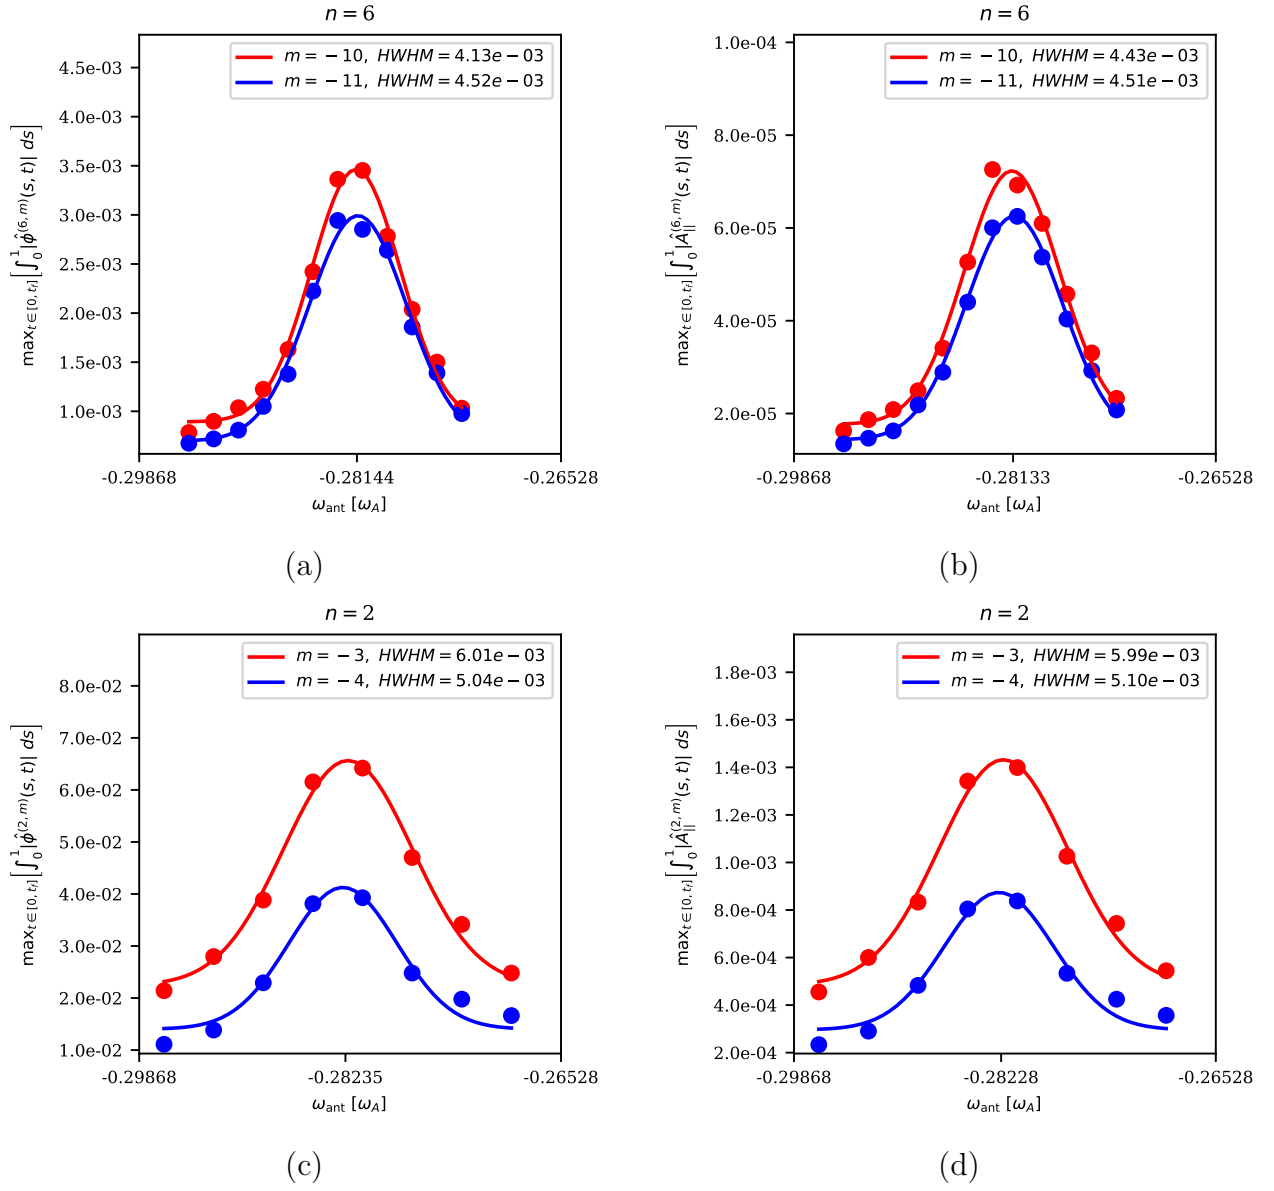 n = 6
m = −10, HWHM = 4.13e−03
m = −11, HWHM = 4.52e−03
4.5e-03
4.0e-03
3.5e-03
3.0e-03
2.5e-03
2.0e-03
1.5e-03
1.0e-03
max_{t∈[0,t_f]}[∫_0^1|ϕ̂^{(6,m)}(s,t)| ds]
-0.29868
-0.28144
-0.26528
ω_ant [ω_A]
(a)
n = 6
m = −10, HWHM = 4.43e−03
m = −11, HWHM = 4.51e−03
1.0e-04
8.0e-05
6.0e-05
4.0e-05
2.0e-05
max_{t∈[0,t_f]}[∫_0^1|Â_{||}^{(6,m)}(s,t)| ds]
-0.29868
-0.28133
-0.26528
ω_ant [ω_A]
(b)
n = 2
m = −3, HWHM = 6.01e−03
m = −4, HWHM = 5.04e−03
8.0e-02
7.0e-02
6.0e-02
5.0e-02
4.0e-02
3.0e-02
2.0e-02
1.0e-02
max_{t∈[0,t_f]}[∫_0^1|ϕ̂^{(2,m)}(s,t)| ds]
-0.29868
-0.28235
-0.26528
ω_ant [ω_A]
(c)
n = 2
m = −3, HWHM = 5.99e−03
m = −4, HWHM = 5.10e−03
1.8e-03
1.6e-03
1.4e-03
1.2e-03
1.0e-03
8.0e-04
6.0e-04
4.0e-04
2.0e-04
max_{t∈[0,t_f]}[∫_0^1|Â_{||}^{(2,m)}(s,t)| ds]
-0.29868
-0.28228
-0.26528
ω_ant [ω_A]
(d)